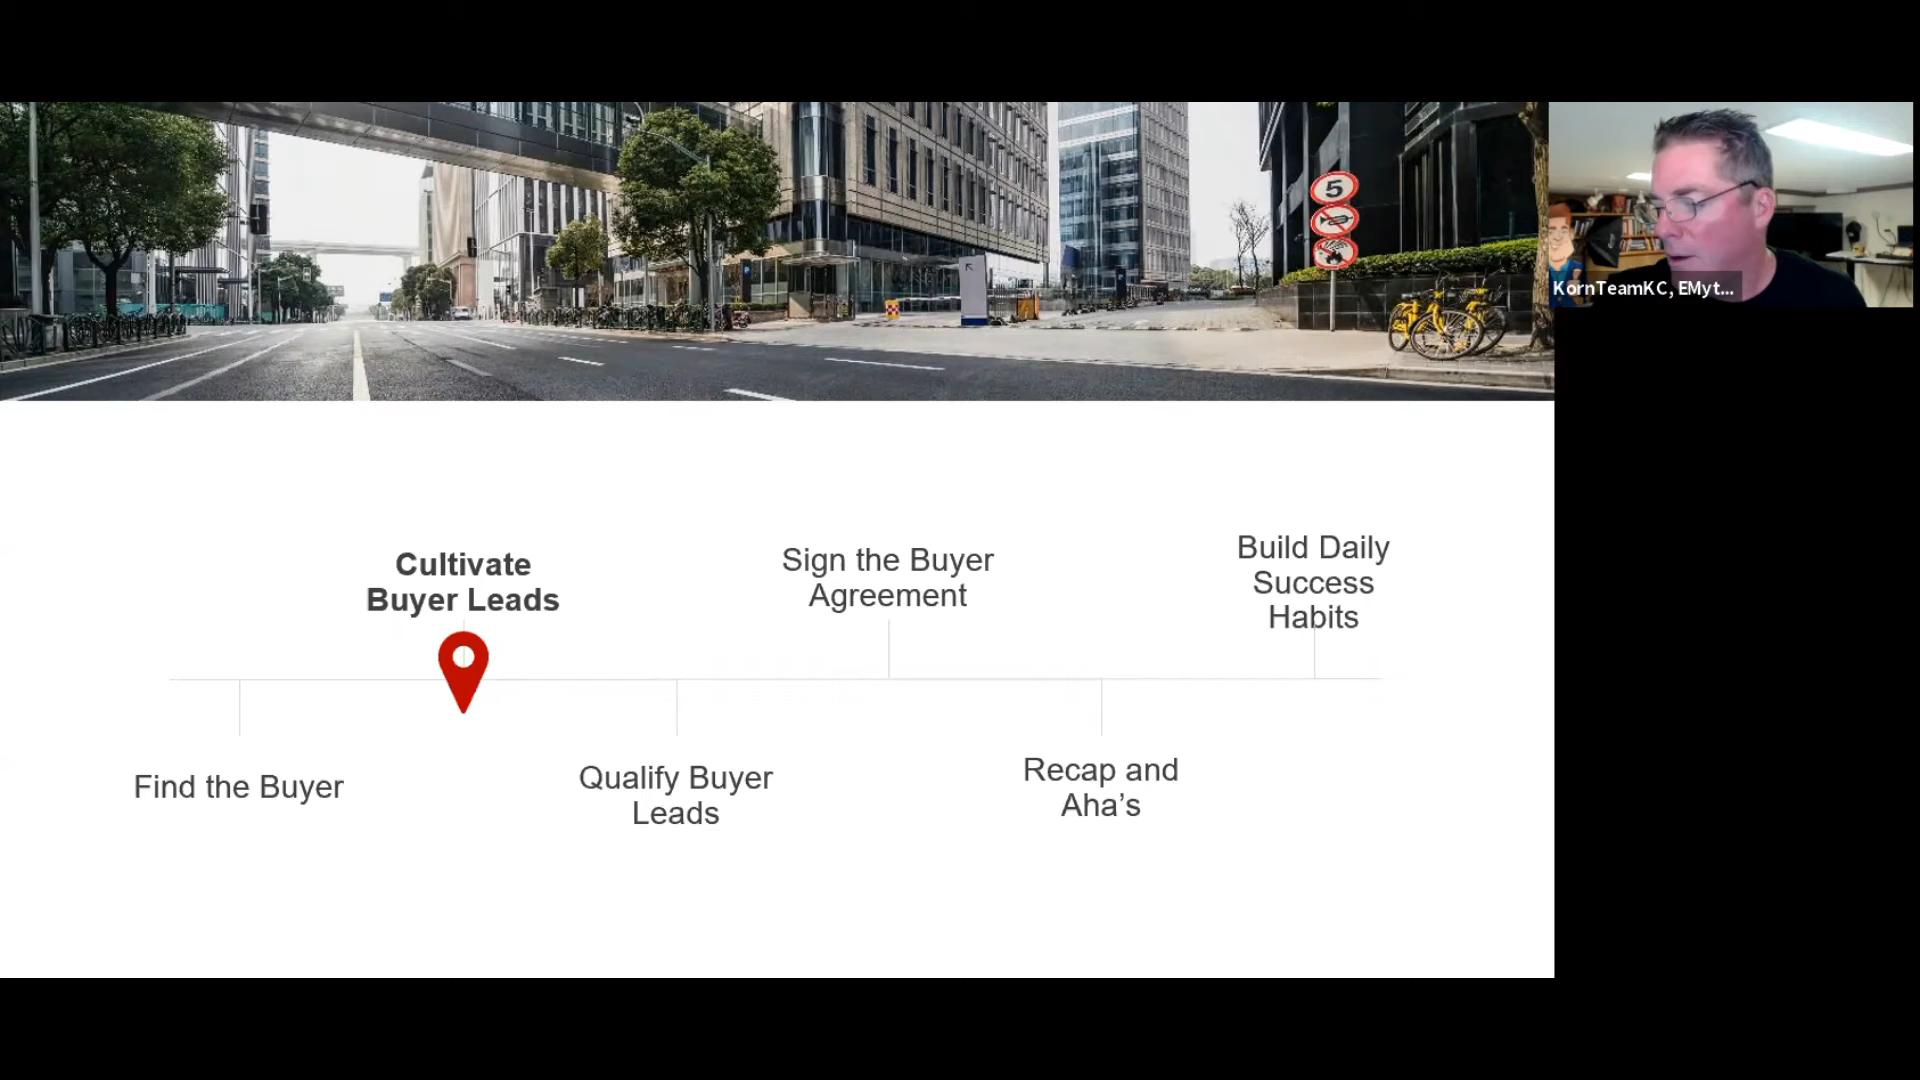 5
KornTeamKC, EMyt...
Cultivate
Buyer Leads
Sign the Buyer
Agreement
Build Daily
Success
Habits
Find the Buyer
Qualify Buyer
Leads
Recap and
Aha’s